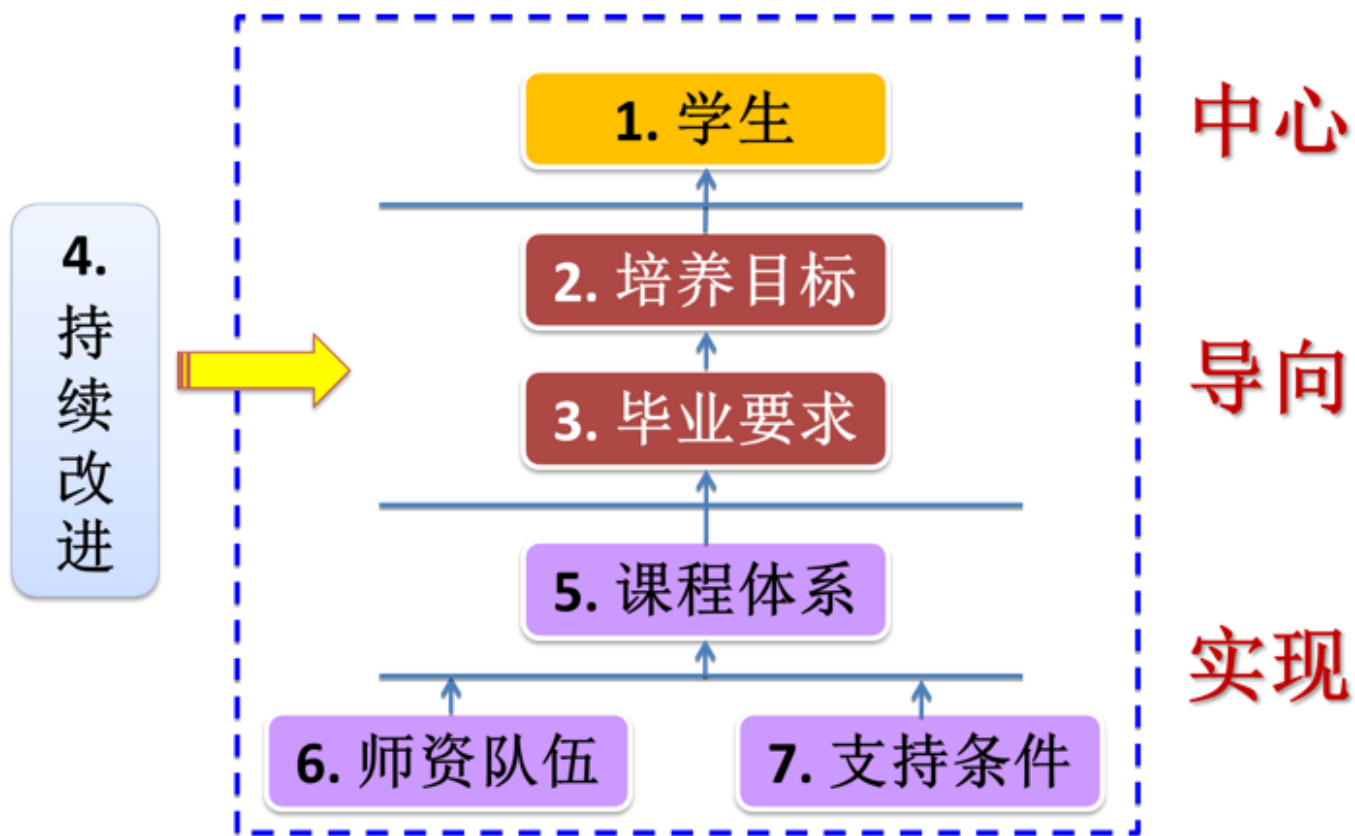 1. 学生
中心
4.
持
续
改
进
2. 培养目标
导向
3. 毕业要求
5. 课程体系
实现
6. 师资队伍
7. 支持条件